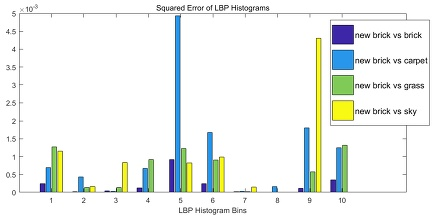 Squared Error of LBP Histograms
×10⁻³
5
4.5
4
3.5
3
2.5
2
1.5
1
0.5
0
1 2 3 4 5 6 7 8 9 10
LBP Histogram Bins
new brick vs brick
new brick vs carpet
new brick vs grass
new brick vs sky